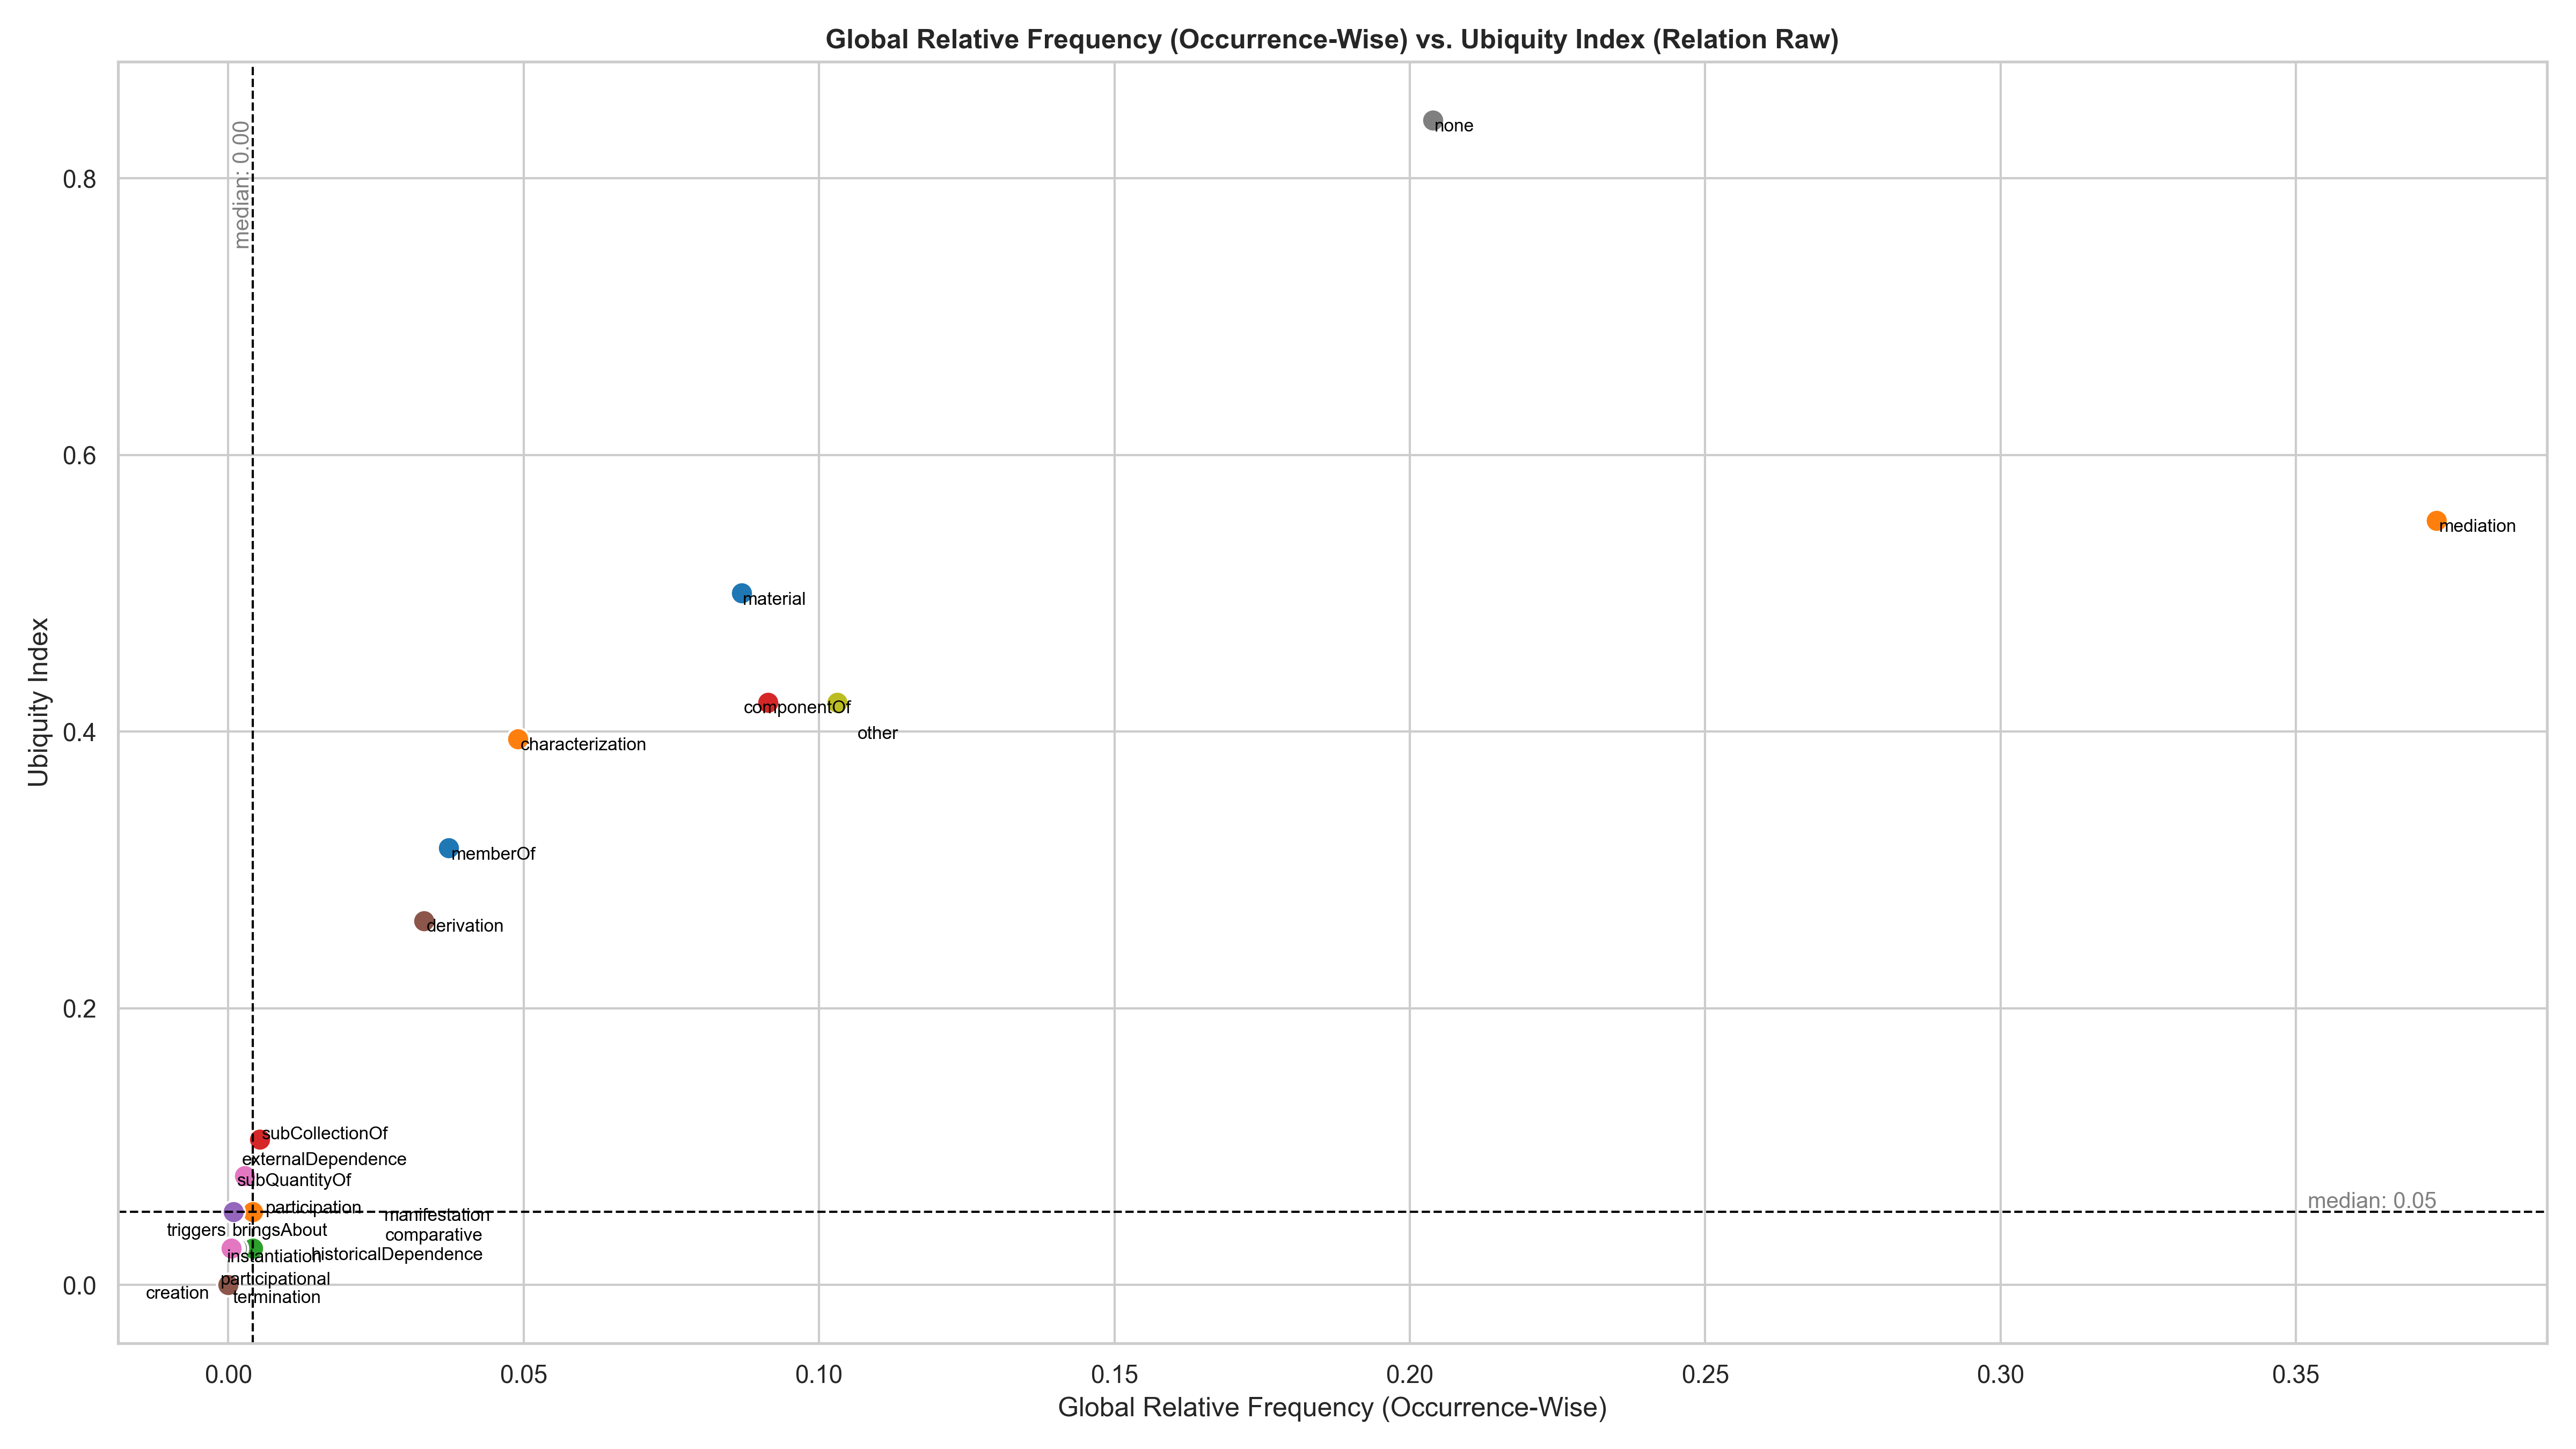 Global Relative Frequency (Occurrence-Wise) vs. Ubiquity Index (Relation Raw)
median: 0.00
none
0.8
0.6
mediation
material
Ubiquity Index
componentOf
other
0.4
characterization
memberOf
derivation
0.2
subCollectionOf
externalDependence
subQuantityOf
participation
median: 0.05
manifestation
triggers bringsAbout
comparative
instantiation
historicalDependence
participational
0.0
creation
termination
0.00 0.05 0.10 0.15 0.20 0.25 0.30 0.35
Global Relative Frequency (Occurrence-Wise)